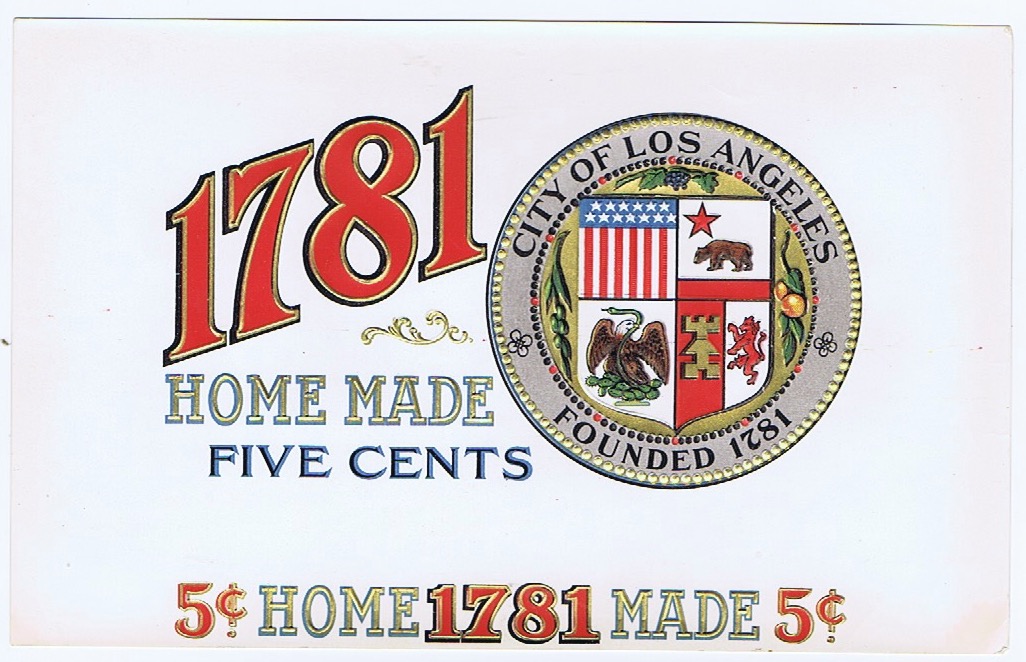 1781
HOME MADE
FIVE CENTS
CITY OF LOS ANGELES
FOUNDED 1781
5¢ HOME 1781 MADE 5¢